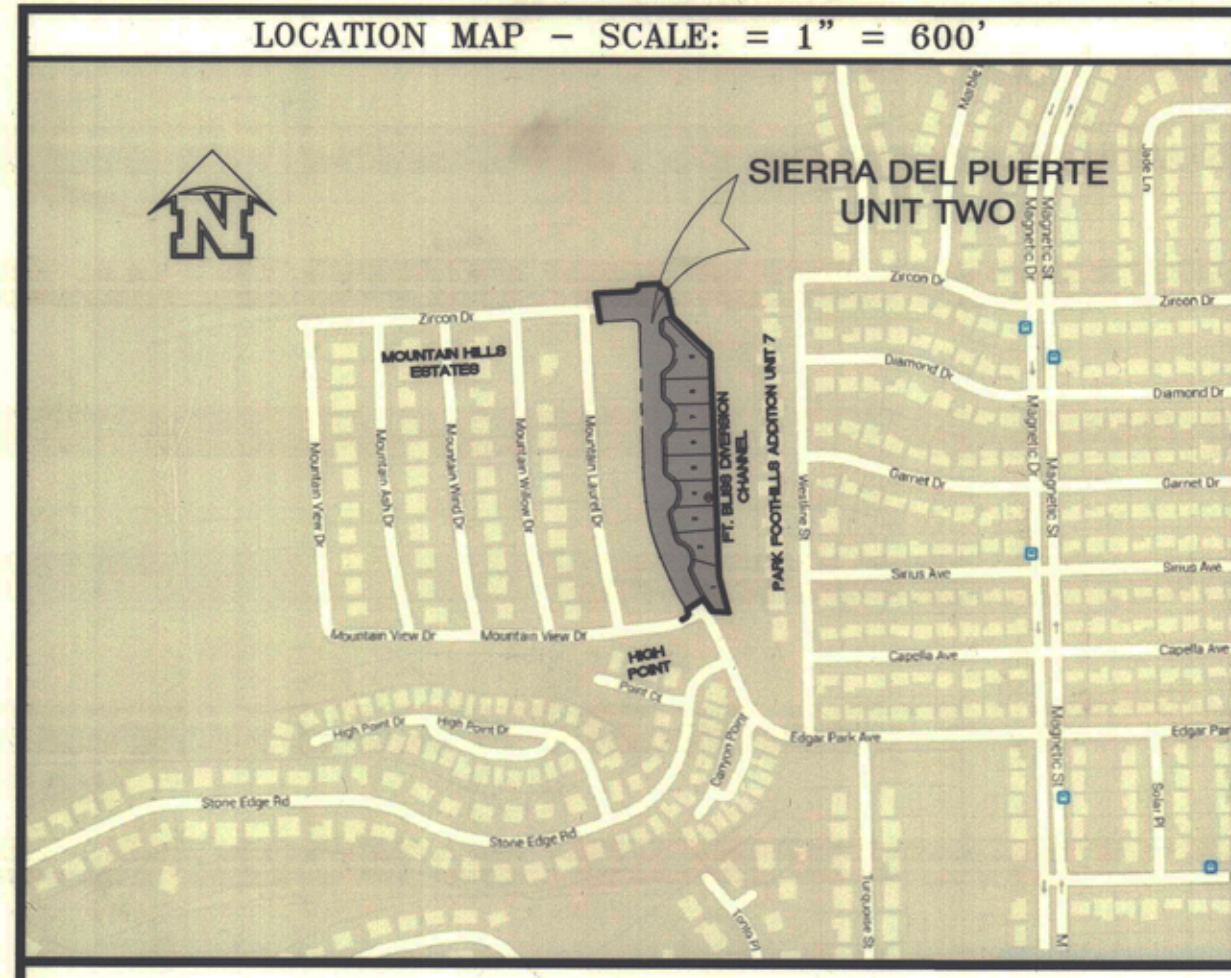 LOCATION MAP - SCALE: = 1" = 600'
N
SIERRA DEL PUERTE
UNIT TWO
Jade Ln
Magnetic Dr
Magnetic St
Zircon Dr
Zircon Dr
Zircon Dr
MOUNTAIN HILLS
ESTATES
Diamond Dr
Diamond Dr
Mountain View Dr
Mountain Ash Dr
Mountain Wind Dr
Mountain Willow Dr
Mountain Laurel Dr
FT. BLISS DIVERSION
CHANNEL
PARK FOOTHILLS ADDITION UNIT 7
Westline St
Magnetic Dr
Magnetic St
Garnet Dr
Garnet Dr
Sirius Ave
Sirius Ave
Mountain View Dr
Mountain View Dr
HIGH
POINT
Point Ct
Capella Ave
Capella Ave
High Point Dr
High Point Dr
Canyon Point
Edgar Park Ave
Edgar Par
Magnetic St
Solar Pl
Stone Edge Rd
Stone Edge Rd
Turquoise St
Tonto Pl
M